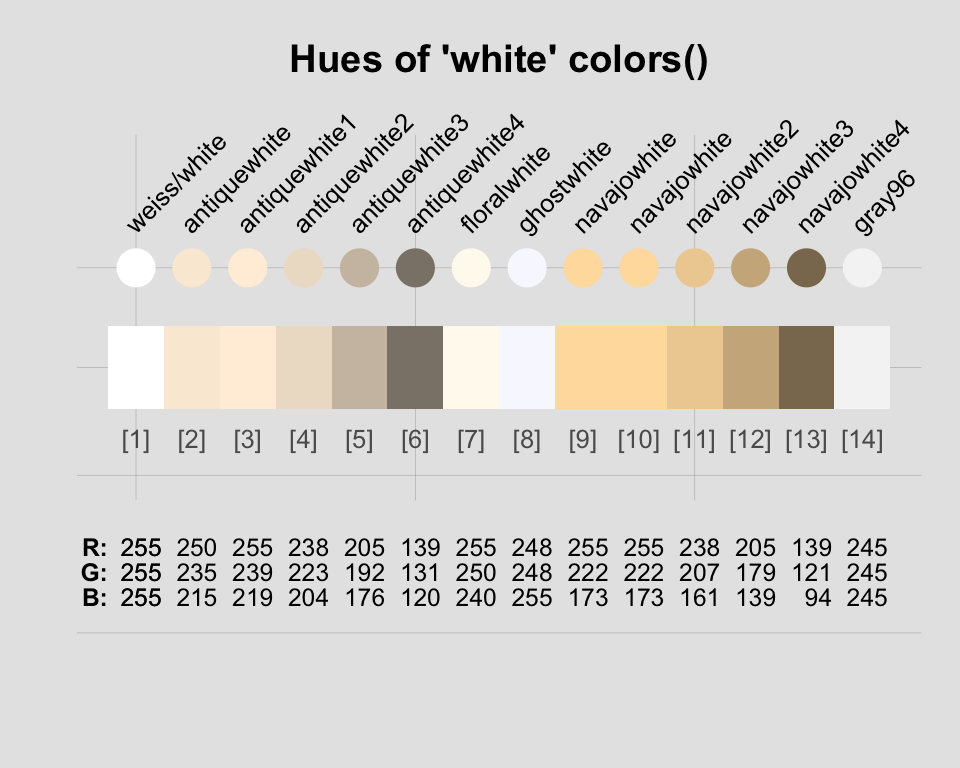 Hues of 'white' colors()
weiss/white
antiquewhite
antiquewhite1
antiquewhite2
antiquewhite3
antiquewhite4
floralwhite
ghostwhite
navajowhite
navajowhite
navajowhite2
navajowhite3
navajowhite4
gray96
[1] [2] [3] [4] [5] [6] [7] [8] [9] [10] [11] [12] [13] [14]
R: 255 250 255 238 205 139 255 248 255 255 238 205 139 245
G: 255 235 239 223 192 131 250 248 222 222 207 179 121 245
B: 255 215 219 204 176 120 240 255 173 173 161 139 94 245